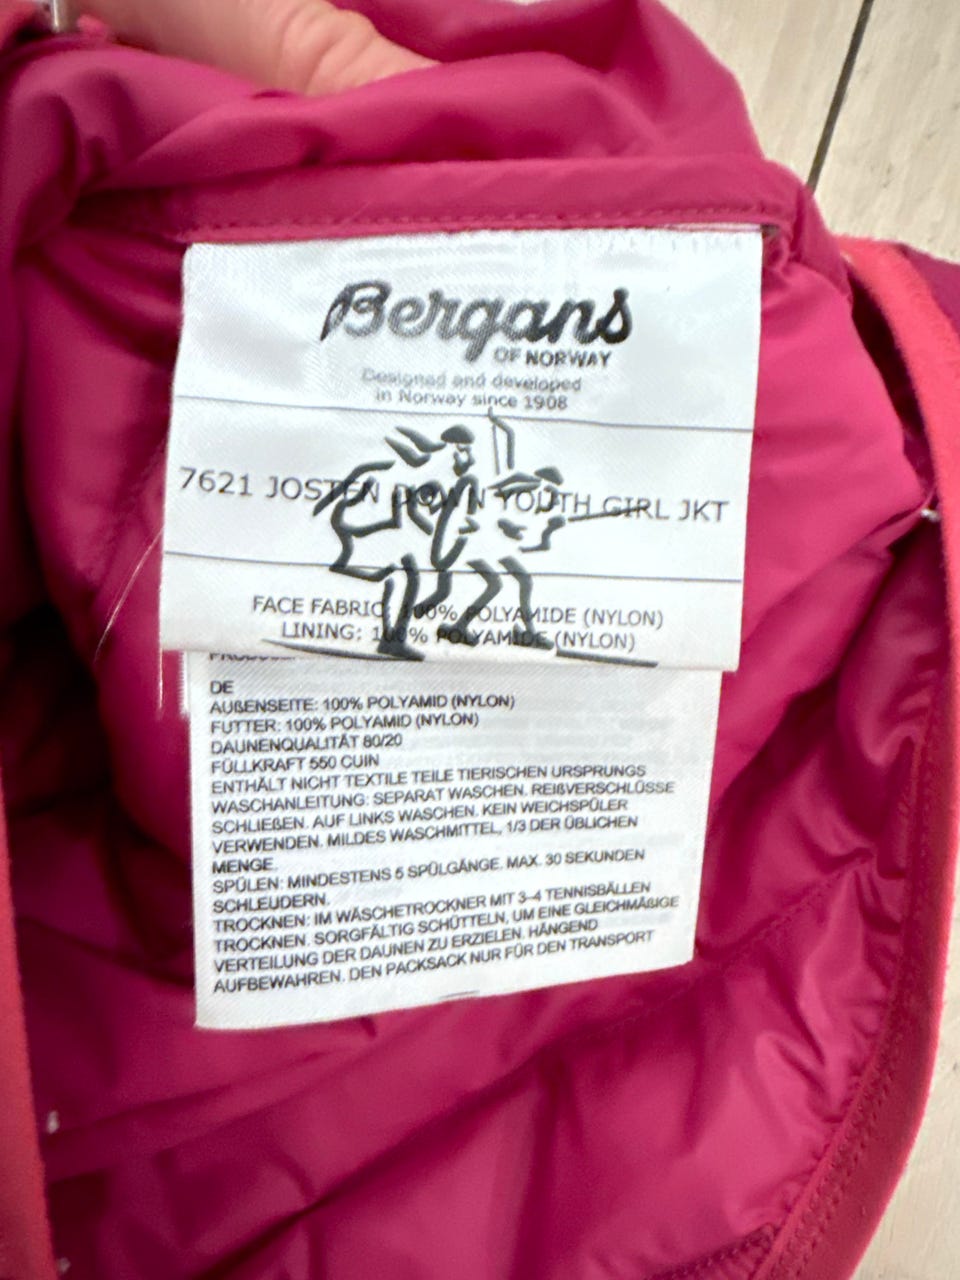 Bergans
OF NORWAY
Designed and developed
in Norway since 1908
7621 JOSTEN DOWN YOUTH GIRL JKT
FACE FABRIC: 100% POLYAMIDE (NYLON)
LINING: 100% POLYAMIDE (NYLON)
DE
AUßENSEITE: 100% POLYAMID (NYLON)
FUTTER: 100% POLYAMID (NYLON)
DAUNENQUALITÄT 80/20
FÜLLKRAFT 550 CUIN
ENTHÄLT NICHT TEXTILE TEILE TIERISCHEN URSPRUNGS
WASCHANLEITUNG: SEPARAT WASCHEN. REIßVERSCHLÜSSE
SCHLIEßEN. AUF LINKS WASCHEN. KEIN WEICHSPÜLER
VERWENDEN. MILDES WASCHMITTEL, 1/3 DER ÜBLICHEN
MENGE.
SPÜLEN: MINDESTENS 5 SPÜLGÄNGE. MAX. 30 SEKUNDEN
SCHLEUDERN.
TROCKNEN: IM WÄSCHETROCKNER MIT 3-4 TENNISBÄLLEN
TROCKNEN. SORGFÄLTIG SCHÜTTELN, UM EINE GLEICHMÄßIGE
VERTEILUNG DER DAUNEN ZU ERZIELEN. HÄNGEND
AUFBEWAHREN. DEN PACKSACK NUR FÜR DEN TRANSPORT